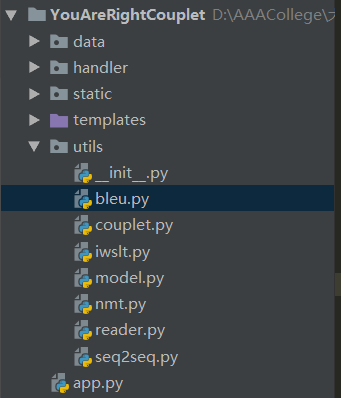 YouAreRightCouplet D:\AAACollege\
data
handler
static
templates
utils
__init__.py
bleu.py
couplet.py
iwslt.py
model.py
nmt.py
reader.py
seq2seq.py
app.py